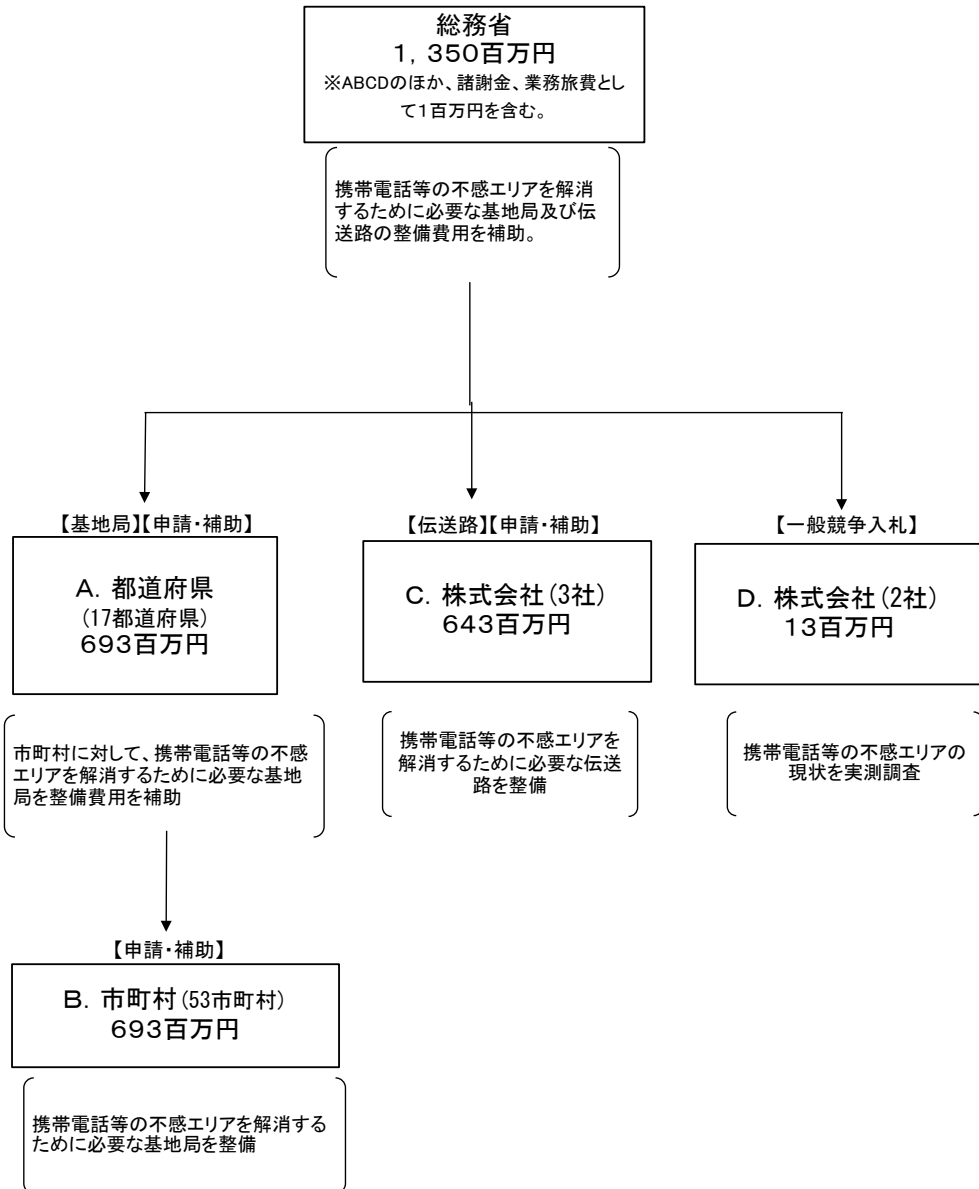 総務省
1,350百万円
※ABCDのほか、諸謝金、業務旅費とし
て1百万円を含む。
携帯電話等の不感エリアを解消
するために必要な基地局及び伝
送路の整備費用を補助。
【基地局】【申請・補助】
A. 都道府県
(17都道府県)
693百万円
市町村に対して、携帯電話等の不感
エリアを解消するために必要な基地
局を整備費用を補助
【伝送路】【申請・補助】
C. 株式会社(3社)
643百万円
携帯電話等の不感エリアを
解消するために必要な伝送
路を整備
【一般競争入札】
D. 株式会社(2社)
13百万円
携帯電話等の不感エリアの
現状を実測調査
【申請・補助】
B. 市町村(53市町村)
693百万円
携帯電話等の不感エリアを解消する
ために必要な基地局を整備